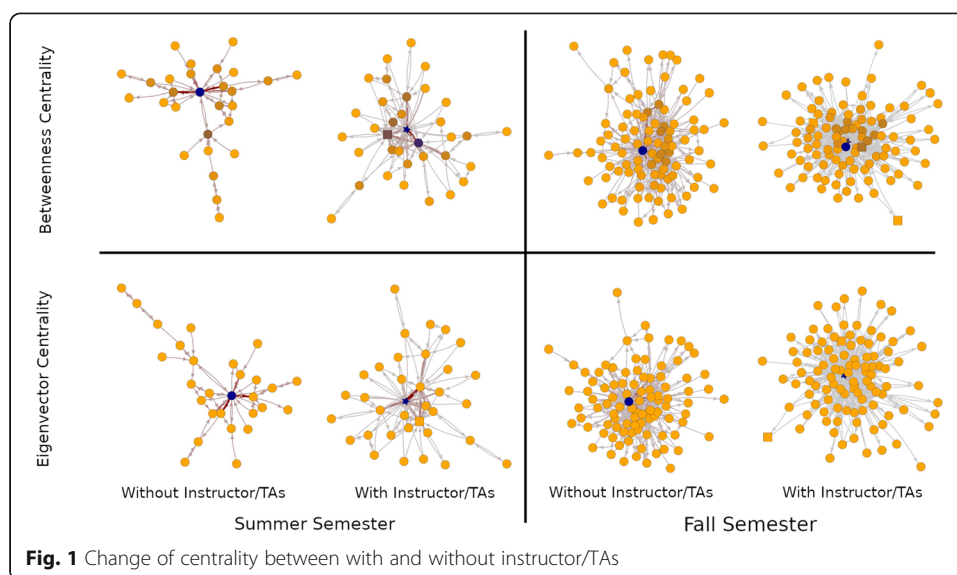 Betweenness Centrality
Eigenvector Centrality
Without Instructor/TAs
With Instructor/TAs
Without Instructor/TAs
With Instructor/TAs
Summer Semester
Fall Semester
Fig. 1 Change of centrality between with and without instructor/TAs